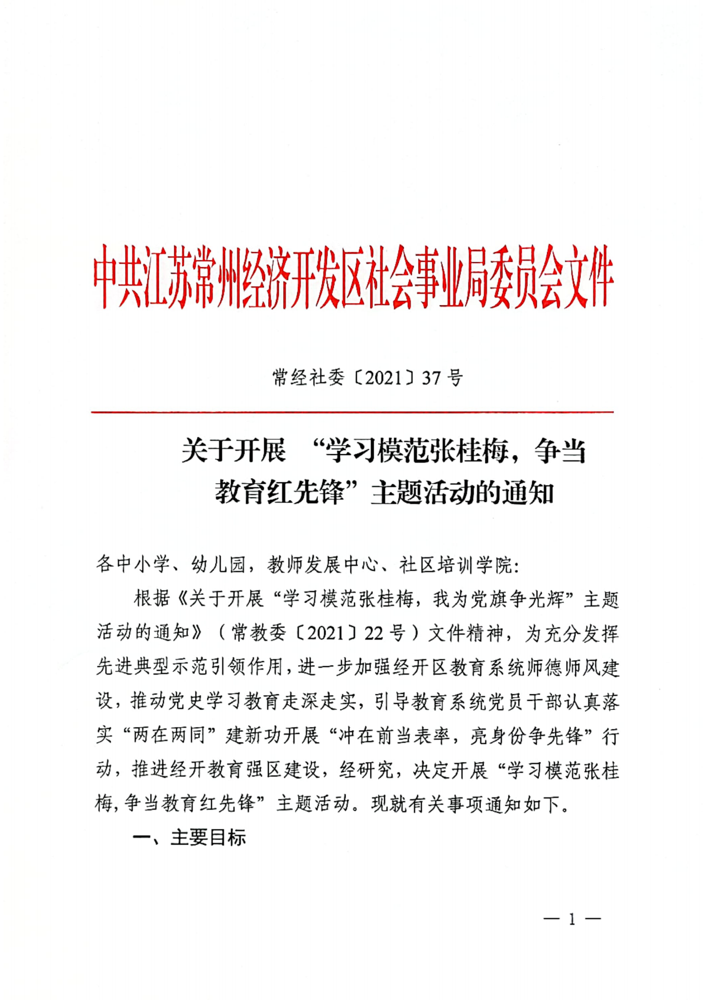 中共江苏常州经济开发区社会事业局委员会文件
常经社委〔2021〕37号
关于开展 “学习模范张桂梅，争当
教育红先锋”主题活动的通知
各中小学、幼儿园，教师发展中心、社区培训学院：
根据《关于开展“学习模范张桂梅，我为党旗争光辉”主题
活动的通知》（常教委〔2021〕22号）文件精神，为充分发挥
先进典型示范引领作用，进一步加强经开区教育系统师德师风建
设，推动党史学习教育走深走实，引导教育系统党员干部认真落
实“两在两同”建新功开展“冲在前当表率，亮身份争先锋”行
动，推进经开教育强区建设，经研究，决定开展“学习模范张桂
梅，争当教育红先锋”主题活动。现就有关事项通知如下。
一、主要目标
— 1 —